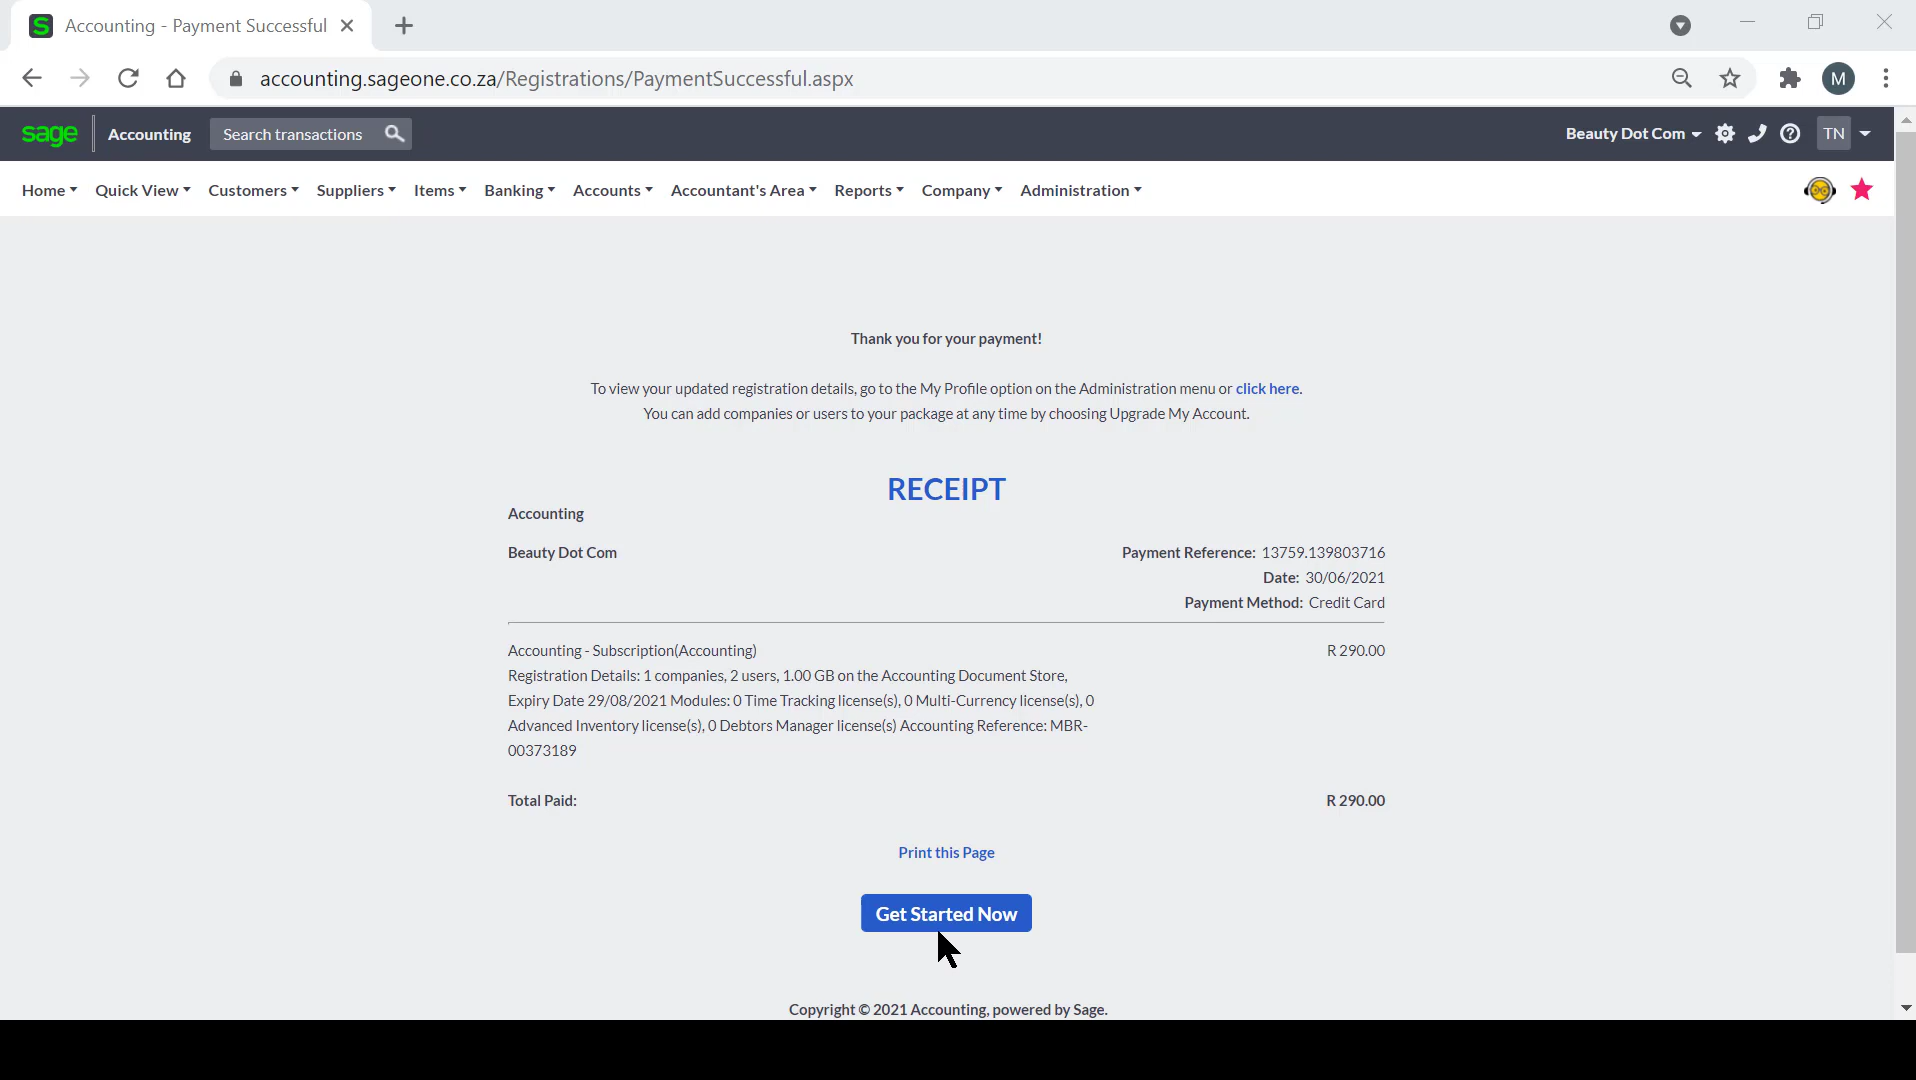 Accounting - Payment Successful
accounting.sageone.co.za/Registrations/PaymentSuccessful.aspx
M
sage Accounting Search transactions Beauty Dot Com TN
Home Quick View Customers Suppliers Items Banking Accounts Accountant's Area Reports Company Administration
Thank you for your payment!
To view your updated registration details, go to the My Profile option on the Administration menu or click here.
You can add companies or users to your package at any time by choosing Upgrade My Account.
RECEIPT
Accounting
Beauty Dot Com Payment Reference: 13759.139803716
Date: 30/06/2021
Payment Method: Credit Card
Accounting - Subscription(Accounting) R 290.00
Registration Details: 1 companies, 2 users, 1.00 GB on the Accounting Document Store,
Expiry Date 29/08/2021 Modules: 0 Time Tracking license(s), 0 Multi-Currency license(s), 0
Advanced Inventory license(s), 0 Debtors Manager license(s) Accounting Reference: MBR-
00373189
Total Paid: R 290.00
Print this Page
Get Started Now
Copyright © 2021 Accounting, powered by Sage.